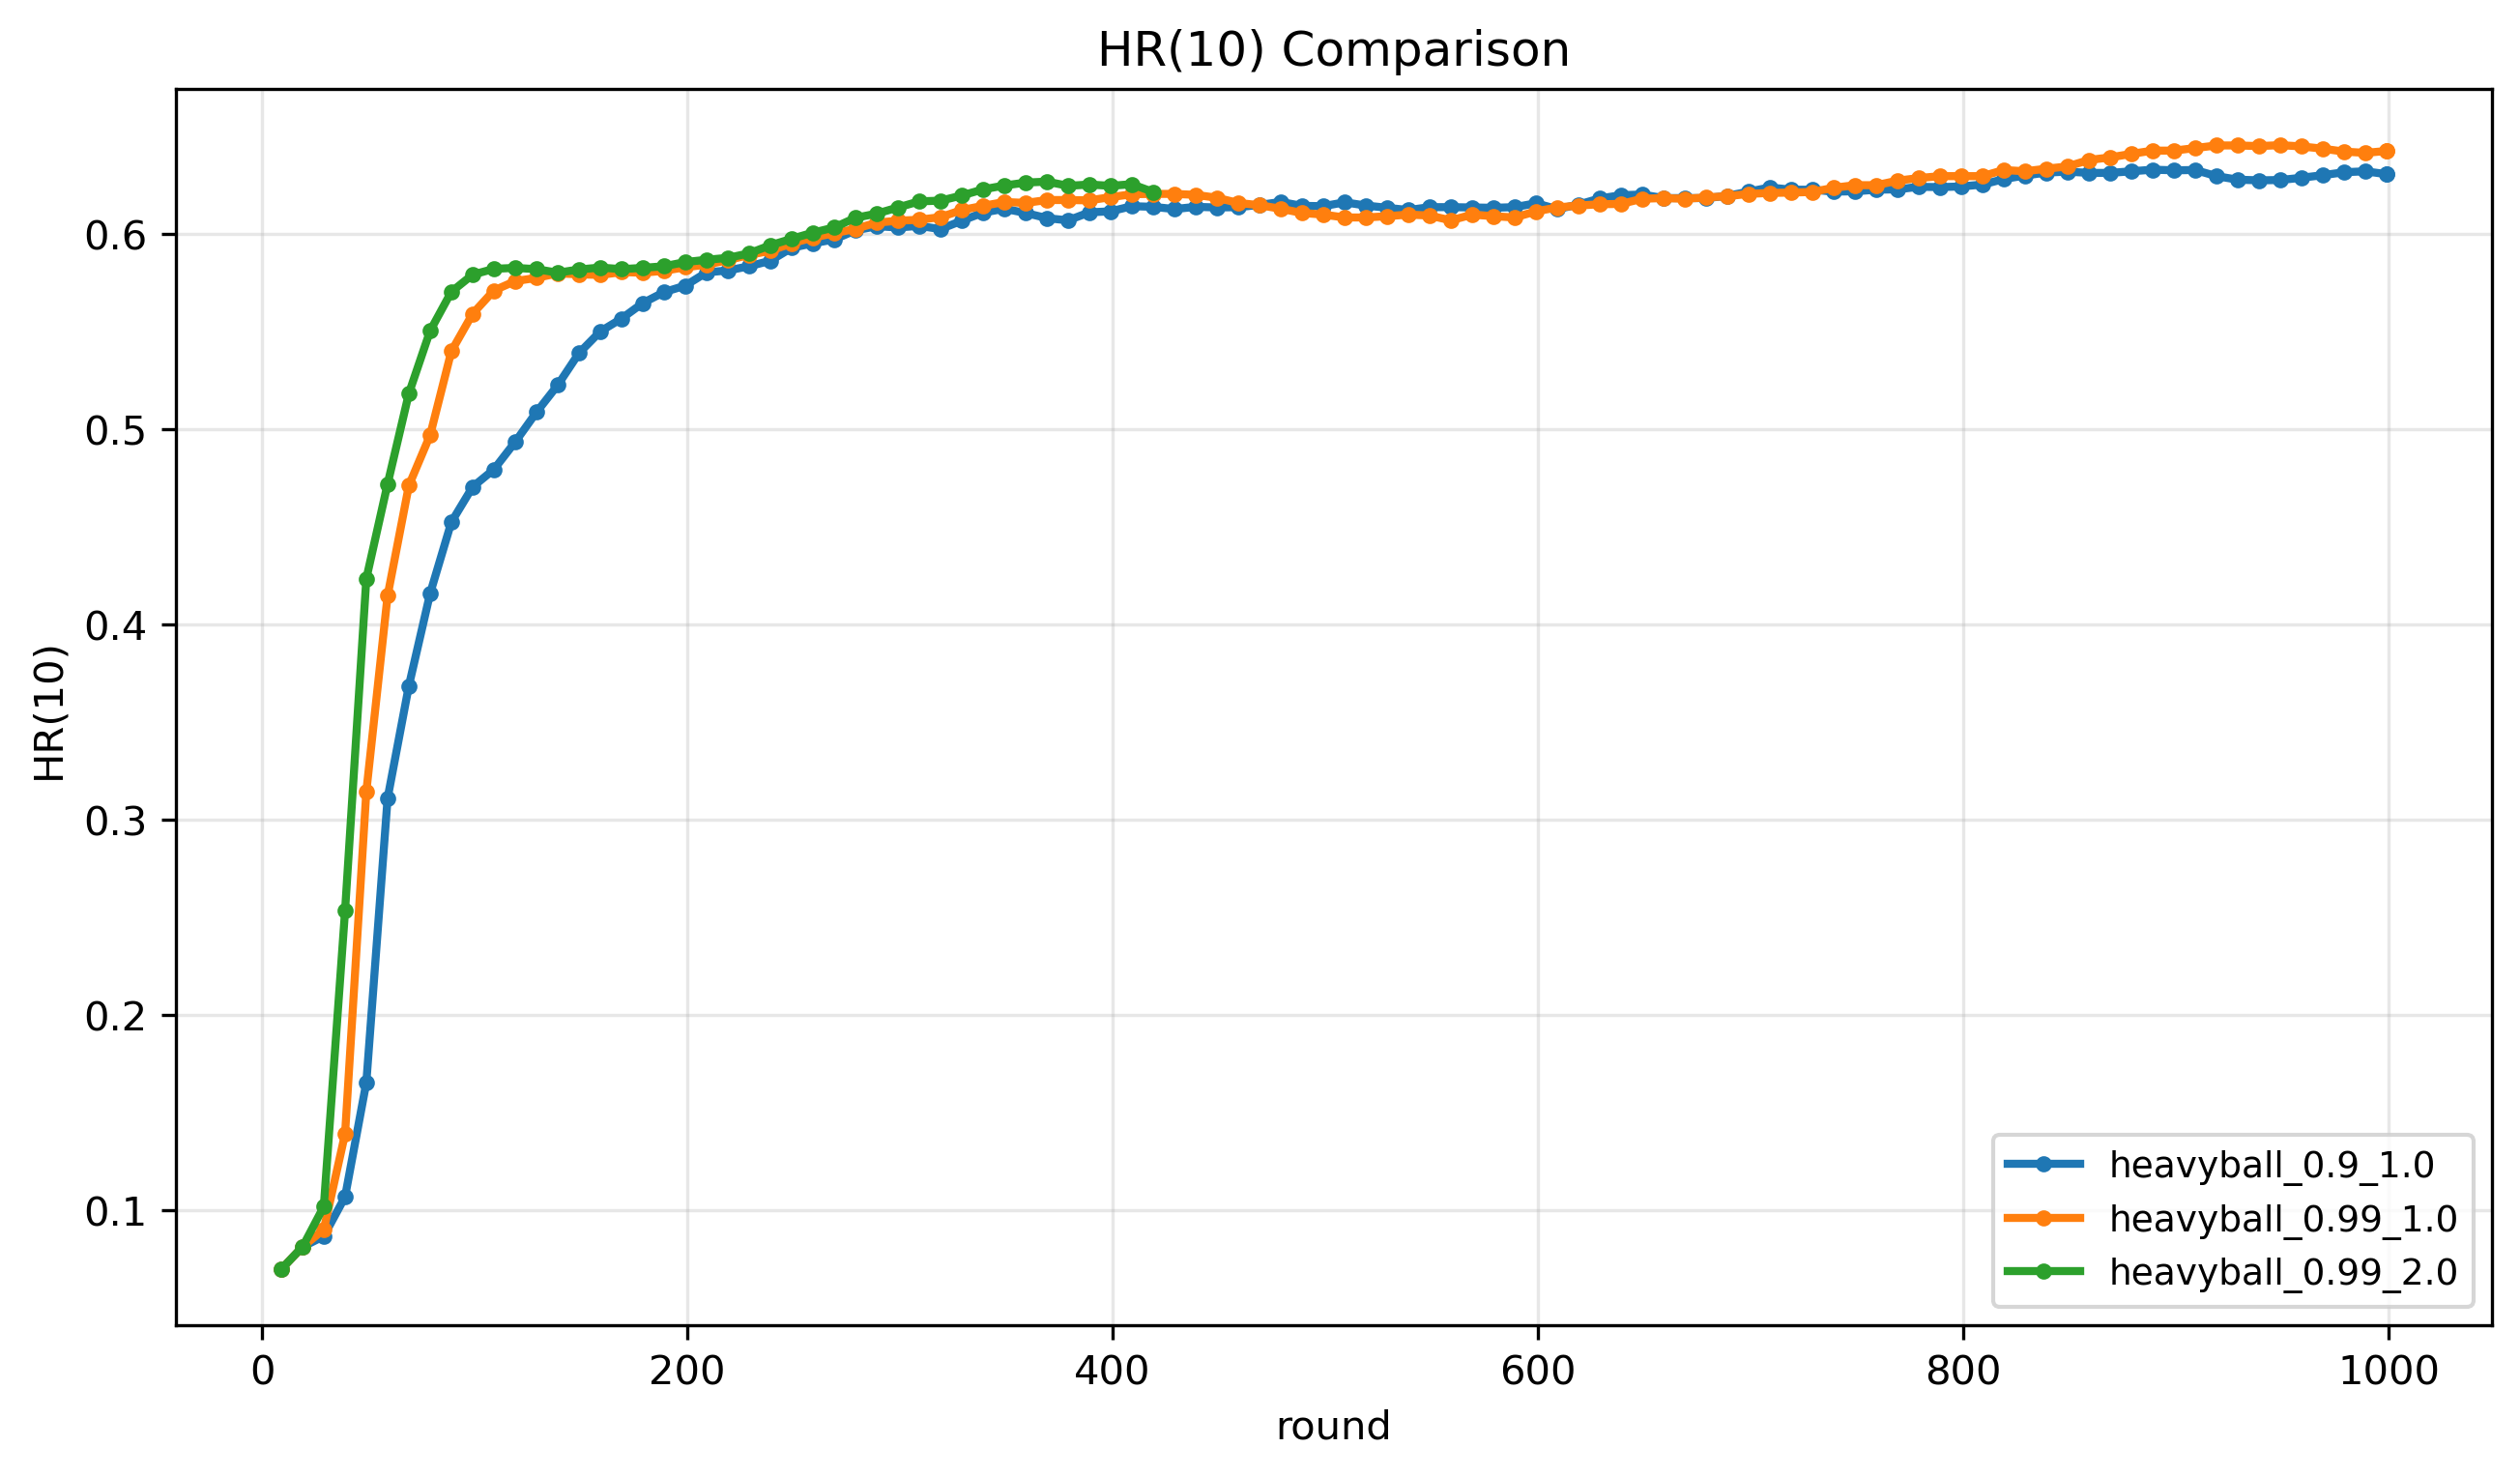 HR(10) Comparison
HR(10)
0.6
0.5
0.4
0.3
0.2
0.1
0 200 400 600 800 1000
round
heavyball_0.9_1.0
heavyball_0.99_1.0
heavyball_0.99_2.0